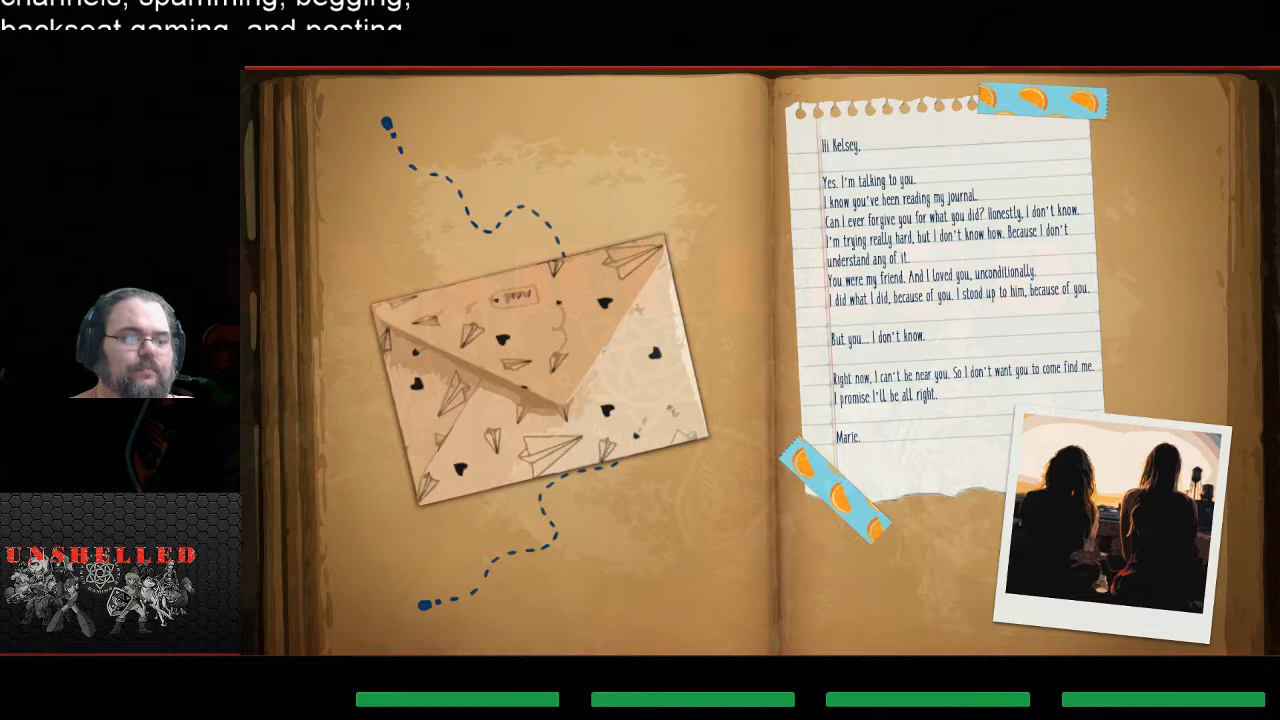 channels, spamming, begging,
backseat gaming, and posting
Hi Kelsey,
Yes. I'm talking to you.
I know you've been reading my journal.
Can I ever forgive you for what you did? Honestly, I don't know.
I'm trying really hard, but I don't know how. Because I don't
understand any of it.
You were my friend. And I loved you, unconditionally.
I did what I did, because of you. I stood up to him, because of you.
But you... I don't know.
Right now, I can't be near you. So I don't want you to come find me.
I promise I'll be all right.
Marie.
UNSHELLED